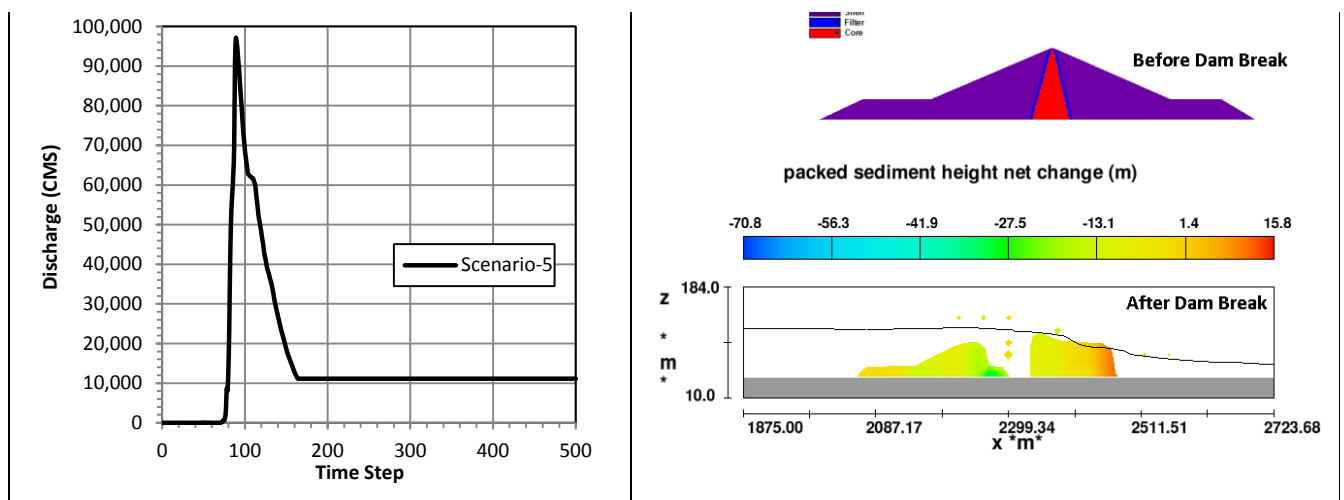 100,000
90,000
80,000
70,000
60,000
50,000
40,000
30,000
20,000
10,000
0
Discharge (CMS)
Scenario-5
0 100 200 300 400 500
Time Step
Shell
Filter
Core
Before Dam Break
packed sediment height net change (m)
-70.8 -56.3 -41.9 -27.5 -13.1 1.4 15.8
184.0
z
*
m
*
10.0
After Dam Break
1875.00 2087.17 2299.34 2511.51 2723.68
x *m*